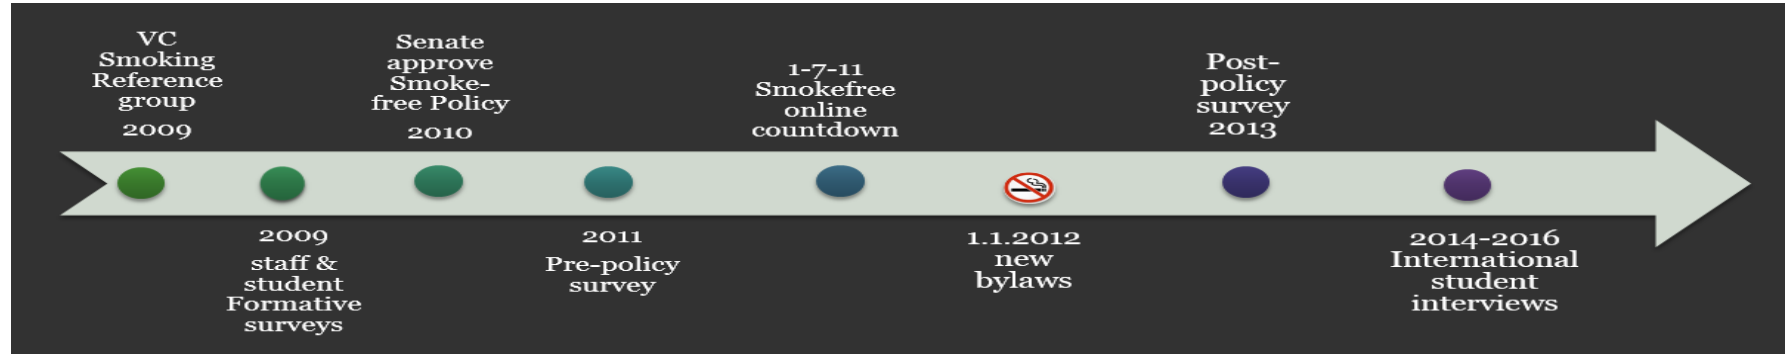 VC
Smoking
Reference
group
2009
2009
staff &
student
Formative
surveys
Senate
approve
Smoke-
free Policy
2010
2011
Pre-policy
survey
1-7-11
Smokefree
online
countdown
1.1.2012
new
bylaws
Post-
policy
survey
2013
2014-2016
International
student
interviews